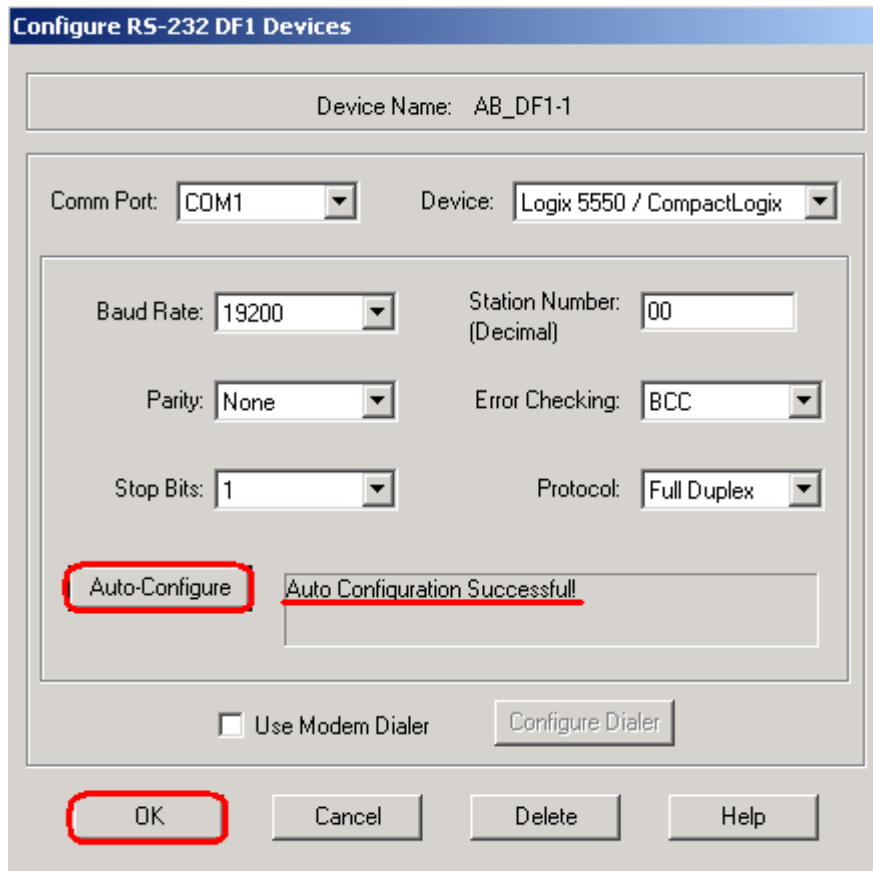 Configure RS-232 DF1 Devices
Device Name: AB_DF1-1
Comm Port: COM1 Device: Logix 5550 / CompactLogix
Baud Rate: 19200 Station Number: 00
(Decimal)
Parity: None Error Checking: BCC
Stop Bits: 1 Protocol: Full Duplex
Auto-Configure Auto Configuration Successful!
Use Modem Dialer Configure Dialer
OK Cancel Delete Help